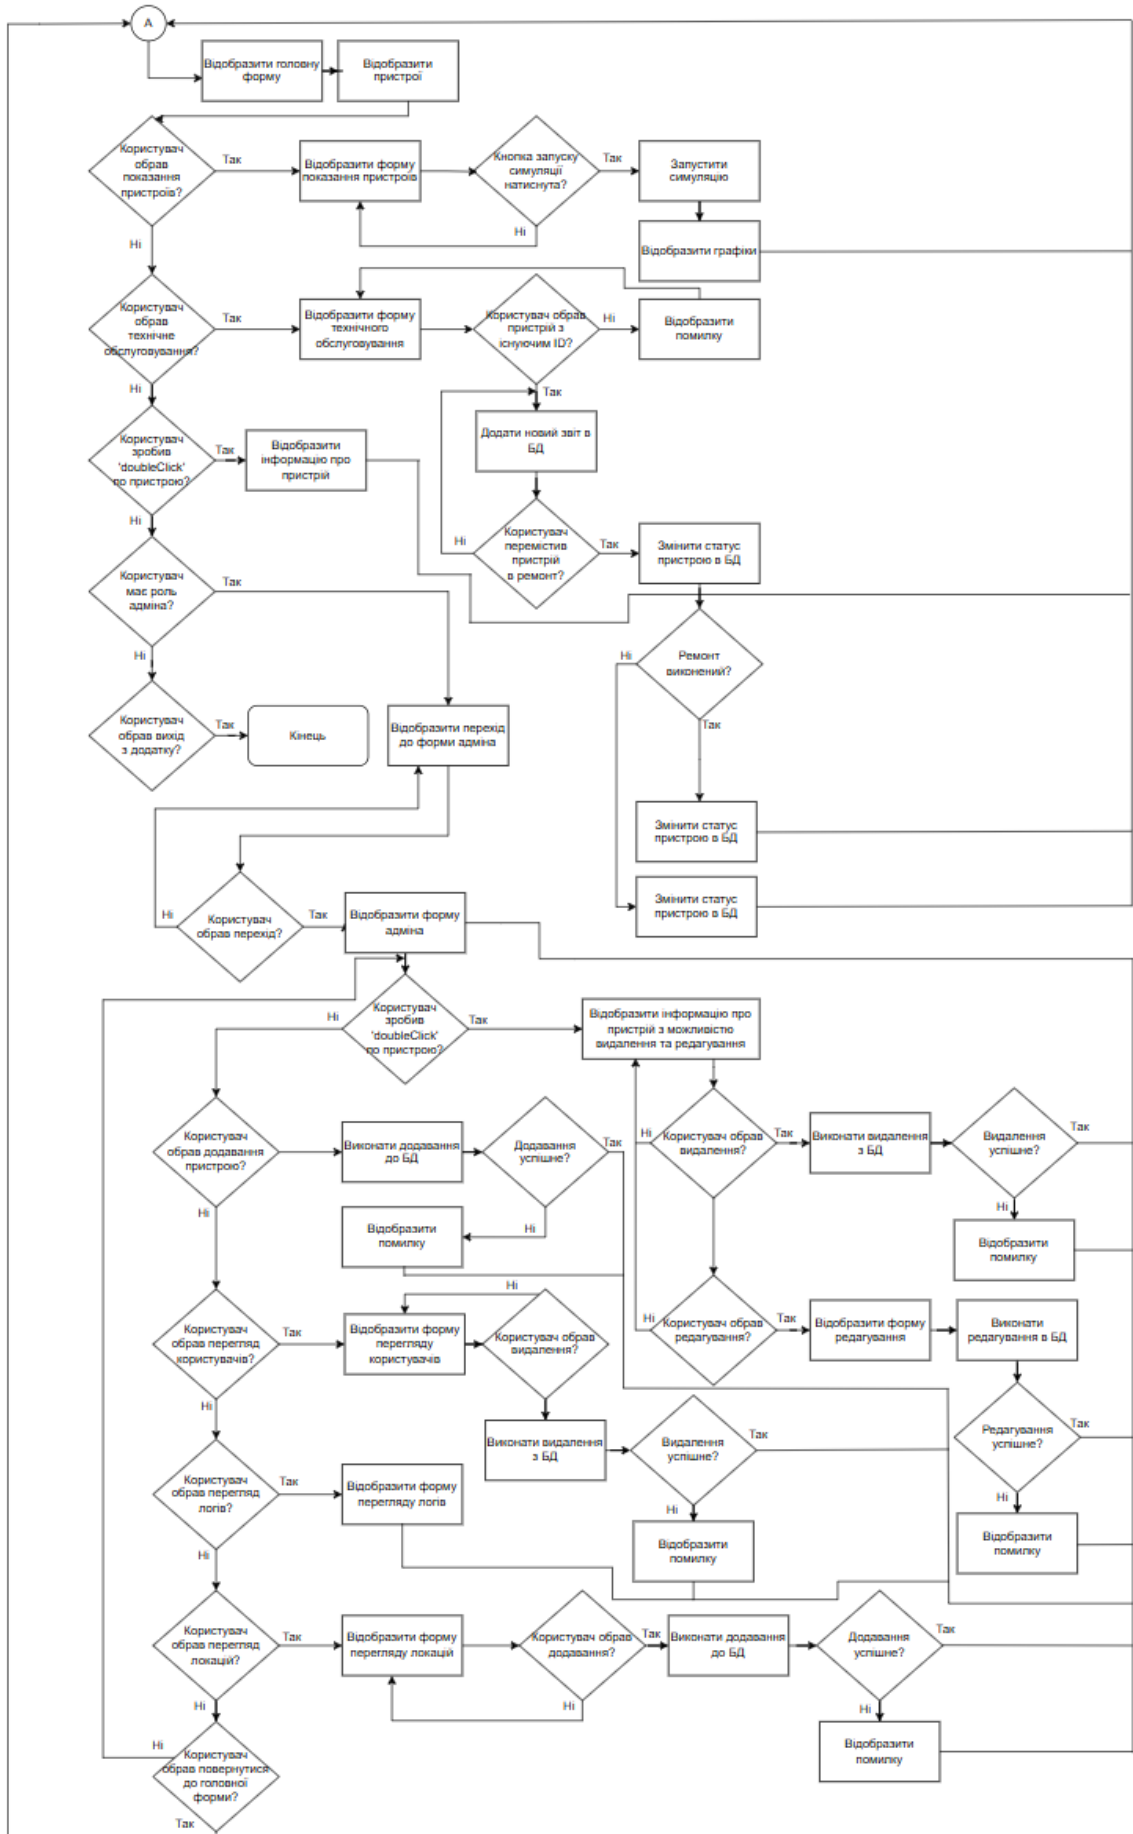 А
Відобразити головну
форму
Відобразити
пристрої
Користувач
обрав
показання
пристроїв?
Так
Відобразити форму
показання пристроїв
Кнопка запуску
симуляції
натиснута?
Так
Запустити
симуляцію
Ні
Ні
Відобразити графіки
Користувач
обрав
технічне
обслуговування?
Так
Відобразити форму
технічного
обслуговування
Користувач обрав
пристрій з
існуючим ID?
Ні
Відобразити
помилку
Ні
Так
Користувач
зробив
'doubleClick'
по пристрою?
Так
Відобразити
інформацію про
пристрій
Додати новий звіт в
БД
Ні
Ні
Користувач
перемістив
пристрій
в ремонт?
Так
Змінити статус
пристрою в БД
Користувач
має роль
адміна?
Так
Ні
Ні
Ремонт
виконений?
Так
Користувач
обрав вихід
з додатку?
Так
Кінець
Відобразити перехід
до форми адміна
Змінити статус
пристрою в БД
Змінити статус
пристрою в БД
Ні
Користувач
обрав перехід?
Так
Відобразити форму
адміна
Ні
Користувач
зробив
'doubleClick'
по пристрою?
Так
Відобразити інформацію про
пристрій з можливістю
видалення та редагування
Користувач
обрав додавання
пристрою?
Так
Виконати додавання
до БД
Додавання
успішне?
Так
Ні
Користувач обрав
видалення?
Так
Виконати видалення
з БД
Видалення
успішне?
Так
Ні
Відобразити
помилку
Ні
Ні
Відобразити
помилку
Ні
Користувач
обрав перегляд
користувачів?
Так
Відобразити форму
перегляду
користувачів
Користувач обрав
видалення?
Ні
Користувач обрав
редагування?
Так
Відобразити форму
редагування
Виконати
редагування в БД
Ні
Виконати видалення
з БД
Видалення
успішне?
Так
Редагування
успішне?
Так
Користувач
обрав перегляд
логів?
Так
Відобразити форму
перегляду логів
Ні
Відобразити
помилку
Ні
Відобразити
помилку
Ні
Користувач
обрав перегляд
локацій?
Так
Відобразити форму
перегляду локацій
Користувач обрав
додавання?
Так
Виконати додавання
до БД
Додавання
успішне?
Так
Ні
Ні
Ні
Відобразити
помилку
Ні
Користувач
обрав повернутися
до головної
форми?
Так